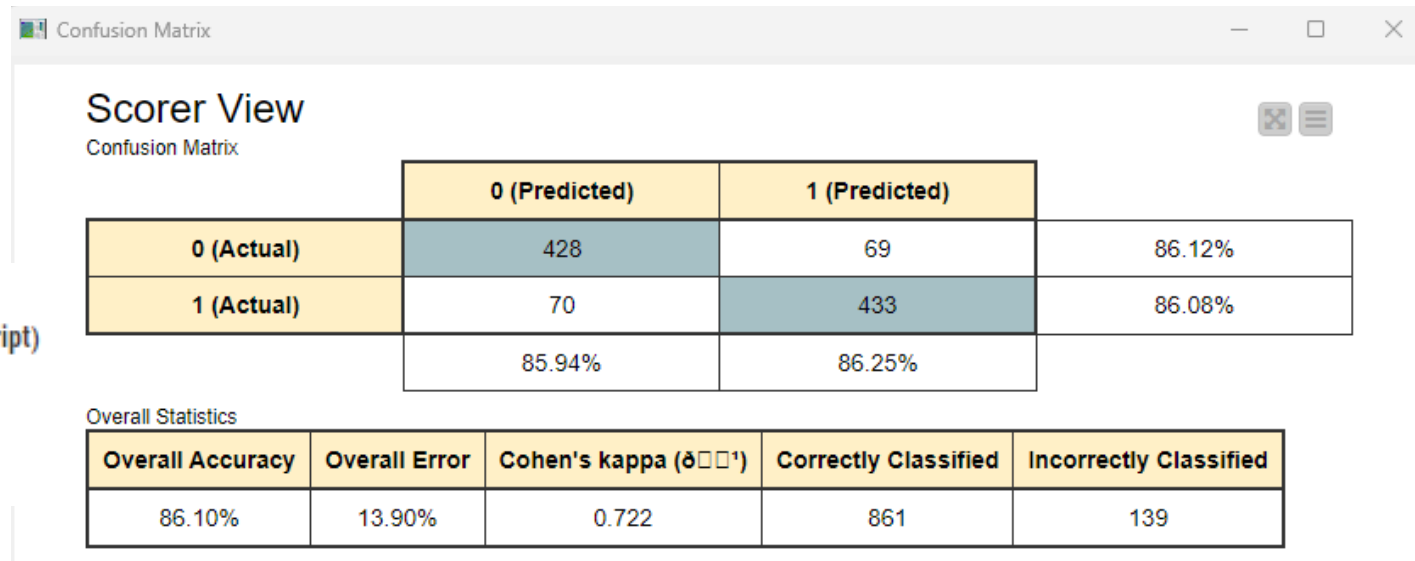 Confusion Matrix
Scorer View
Confusion Matrix
0 (Predicted) 1 (Predicted)
0 (Actual) 428 69 86.12%
1 (Actual) 70 433 86.08%
ipt)
85.94% 86.25%
Overall Statistics
Overall Accuracy Overall Error Cohen's kappa (ð□□¹) Correctly Classified Incorrectly Classified
86.10% 13.90% 0.722 861 139